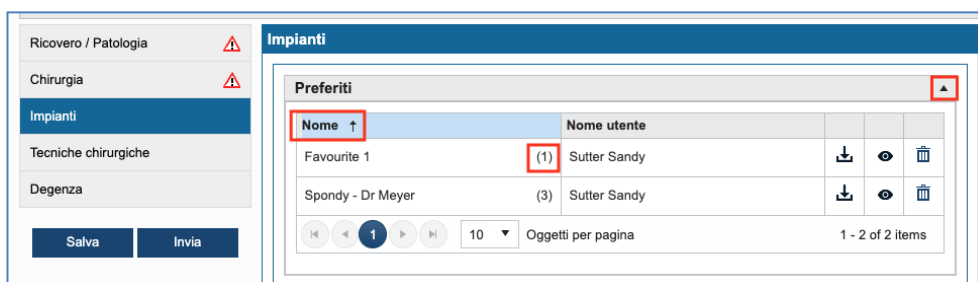 Ricovero / Patologia
Chirurgia
Impianti
Tecniche chirurgiche
Degenza
Salva Invia
Impianti
Preferiti
Nome ↑ Nome utente
Favourite 1 (1) Sutter Sandy
Spondy - Dr Meyer (3) Sutter Sandy
1 10 Oggetti per pagina 1 - 2 of 2 items